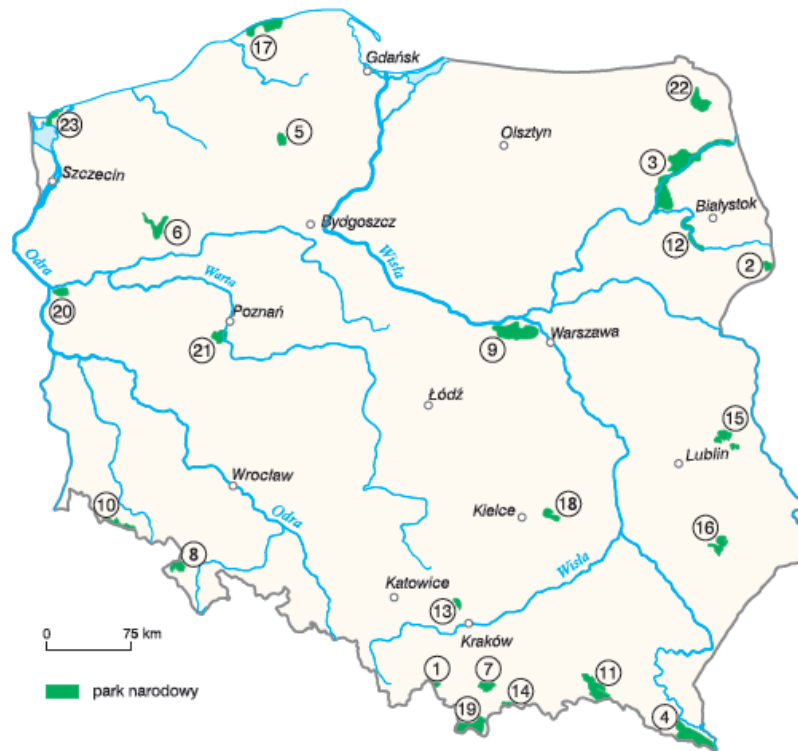 17
Gdańsk
22
23
5
Olsztyn
3
Szczecin
Białystok
6
Bydgoszcz
12
Odra
Wisła
2
Warta
20
Poznań
21
9
Warszawa
Łódź
15
Lublin
Wrocław
10
Kielce
18
Odra
16
8
Wisła
Katowice
13
0 75 km
Kraków
1
7
11
park narodowy
14
19
4